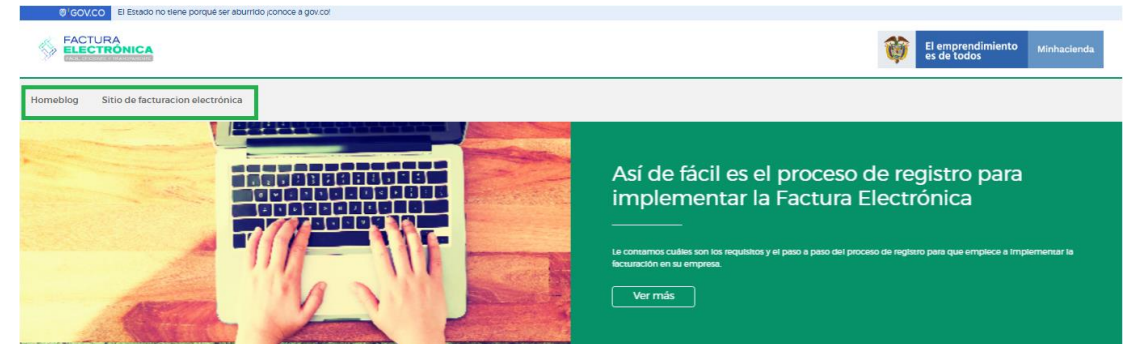 GOV.CO El Estado no tiene porqué ser aburrido ¡conoce a gov.co!
FACTURA
ELECTRÓNICA
El emprendimiento
es de todos
Minhacienda
Homeblog Sitio de facturacion electrónica
Así de fácil es el proceso de registro para
implementar la Factura Electrónica
Le contamos cuáles son los requisitos y el paso a paso del proceso de registro para que empiece a implementar la
facturación en su empresa.
Ver más